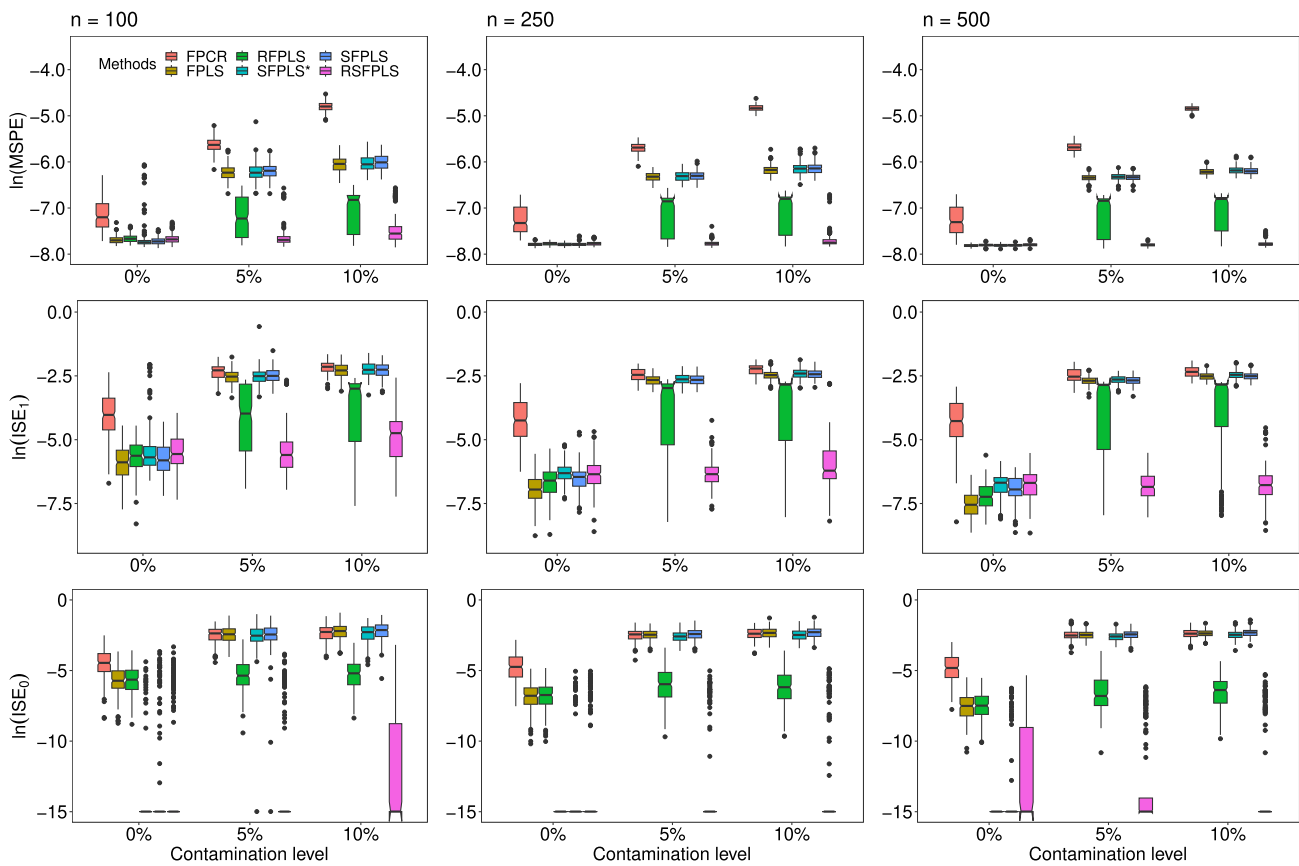 n = 100
n = 250
n = 500
Methods FPCR RFPLS SFPLS
FPLS SFPLS* RSFPLS
ln(MSPE)
−4.0
−5.0
−6.0
−7.0
−8.0
0% 5% 10%
−4.0
−5.0
−6.0
−7.0
−8.0
0% 5% 10%
−4.0
−5.0
−6.0
−7.0
−8.0
0% 5% 10%
ln(ISE1)
0.0
−2.5
−5.0
−7.5
0% 5% 10%
0.0
−2.5
−5.0
−7.5
0% 5% 10%
0.0
−2.5
−5.0
−7.5
0% 5% 10%
ln(ISE0)
0
−5
−10
−15
0% 5% 10%
Contamination level
0
−5
−10
−15
0% 5% 10%
Contamination level
0
−5
−10
−15
0% 5% 10%
Contamination level